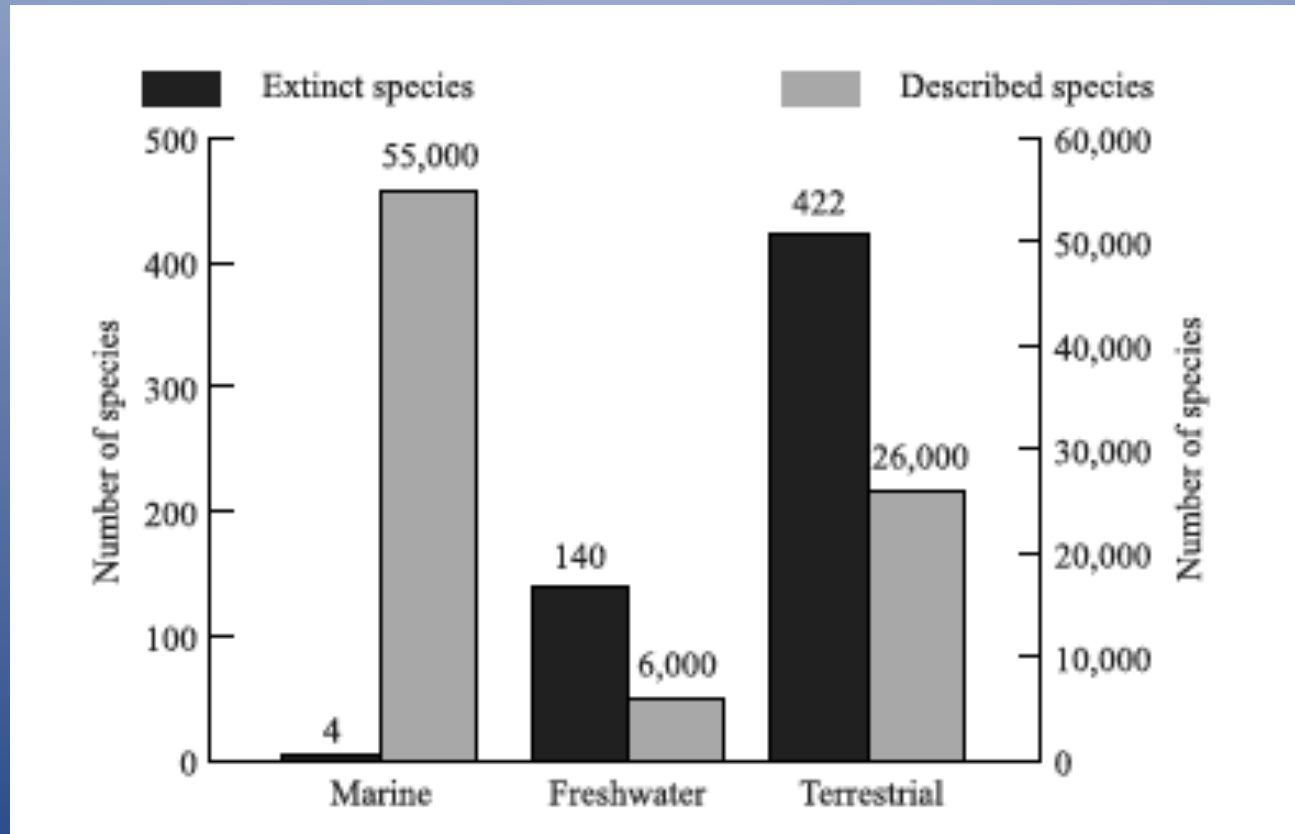 Extinct species
Described species
500
400
300
200
100
0
Number of species
60,000
50,000
40,000
30,000
20,000
10,000
0
Number of species
4
55,000
140
6,000
422
26,000
Marine
Freshwater
Terrestrial